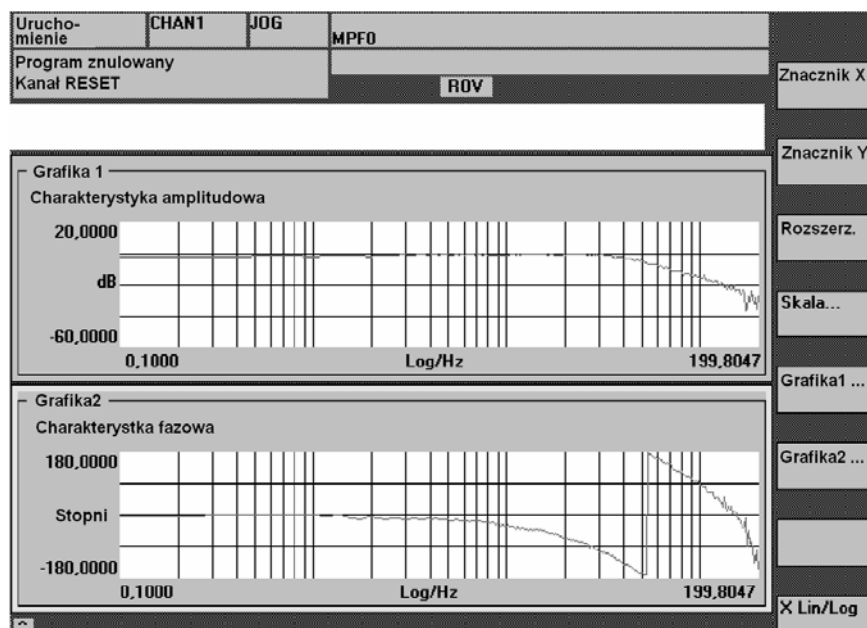 Urucho-
mienie
CHAN1
JOG
MPF0
Program znulowany
Kanał RESET
ROV
Znacznik X
Znacznik Y
Rozszerz.
Skala...
Grafika1 ...
Grafika2 ...
X Lin/Log
Grafika 1
Charakterystyka amplitudowa
20,0000
dB
-60,0000
0,1000
Log/Hz
199,8047
Grafika2
Charakterystka fazowa
180,0000
Stopni
-180,0000
0,1000
Log/Hz
199,8047